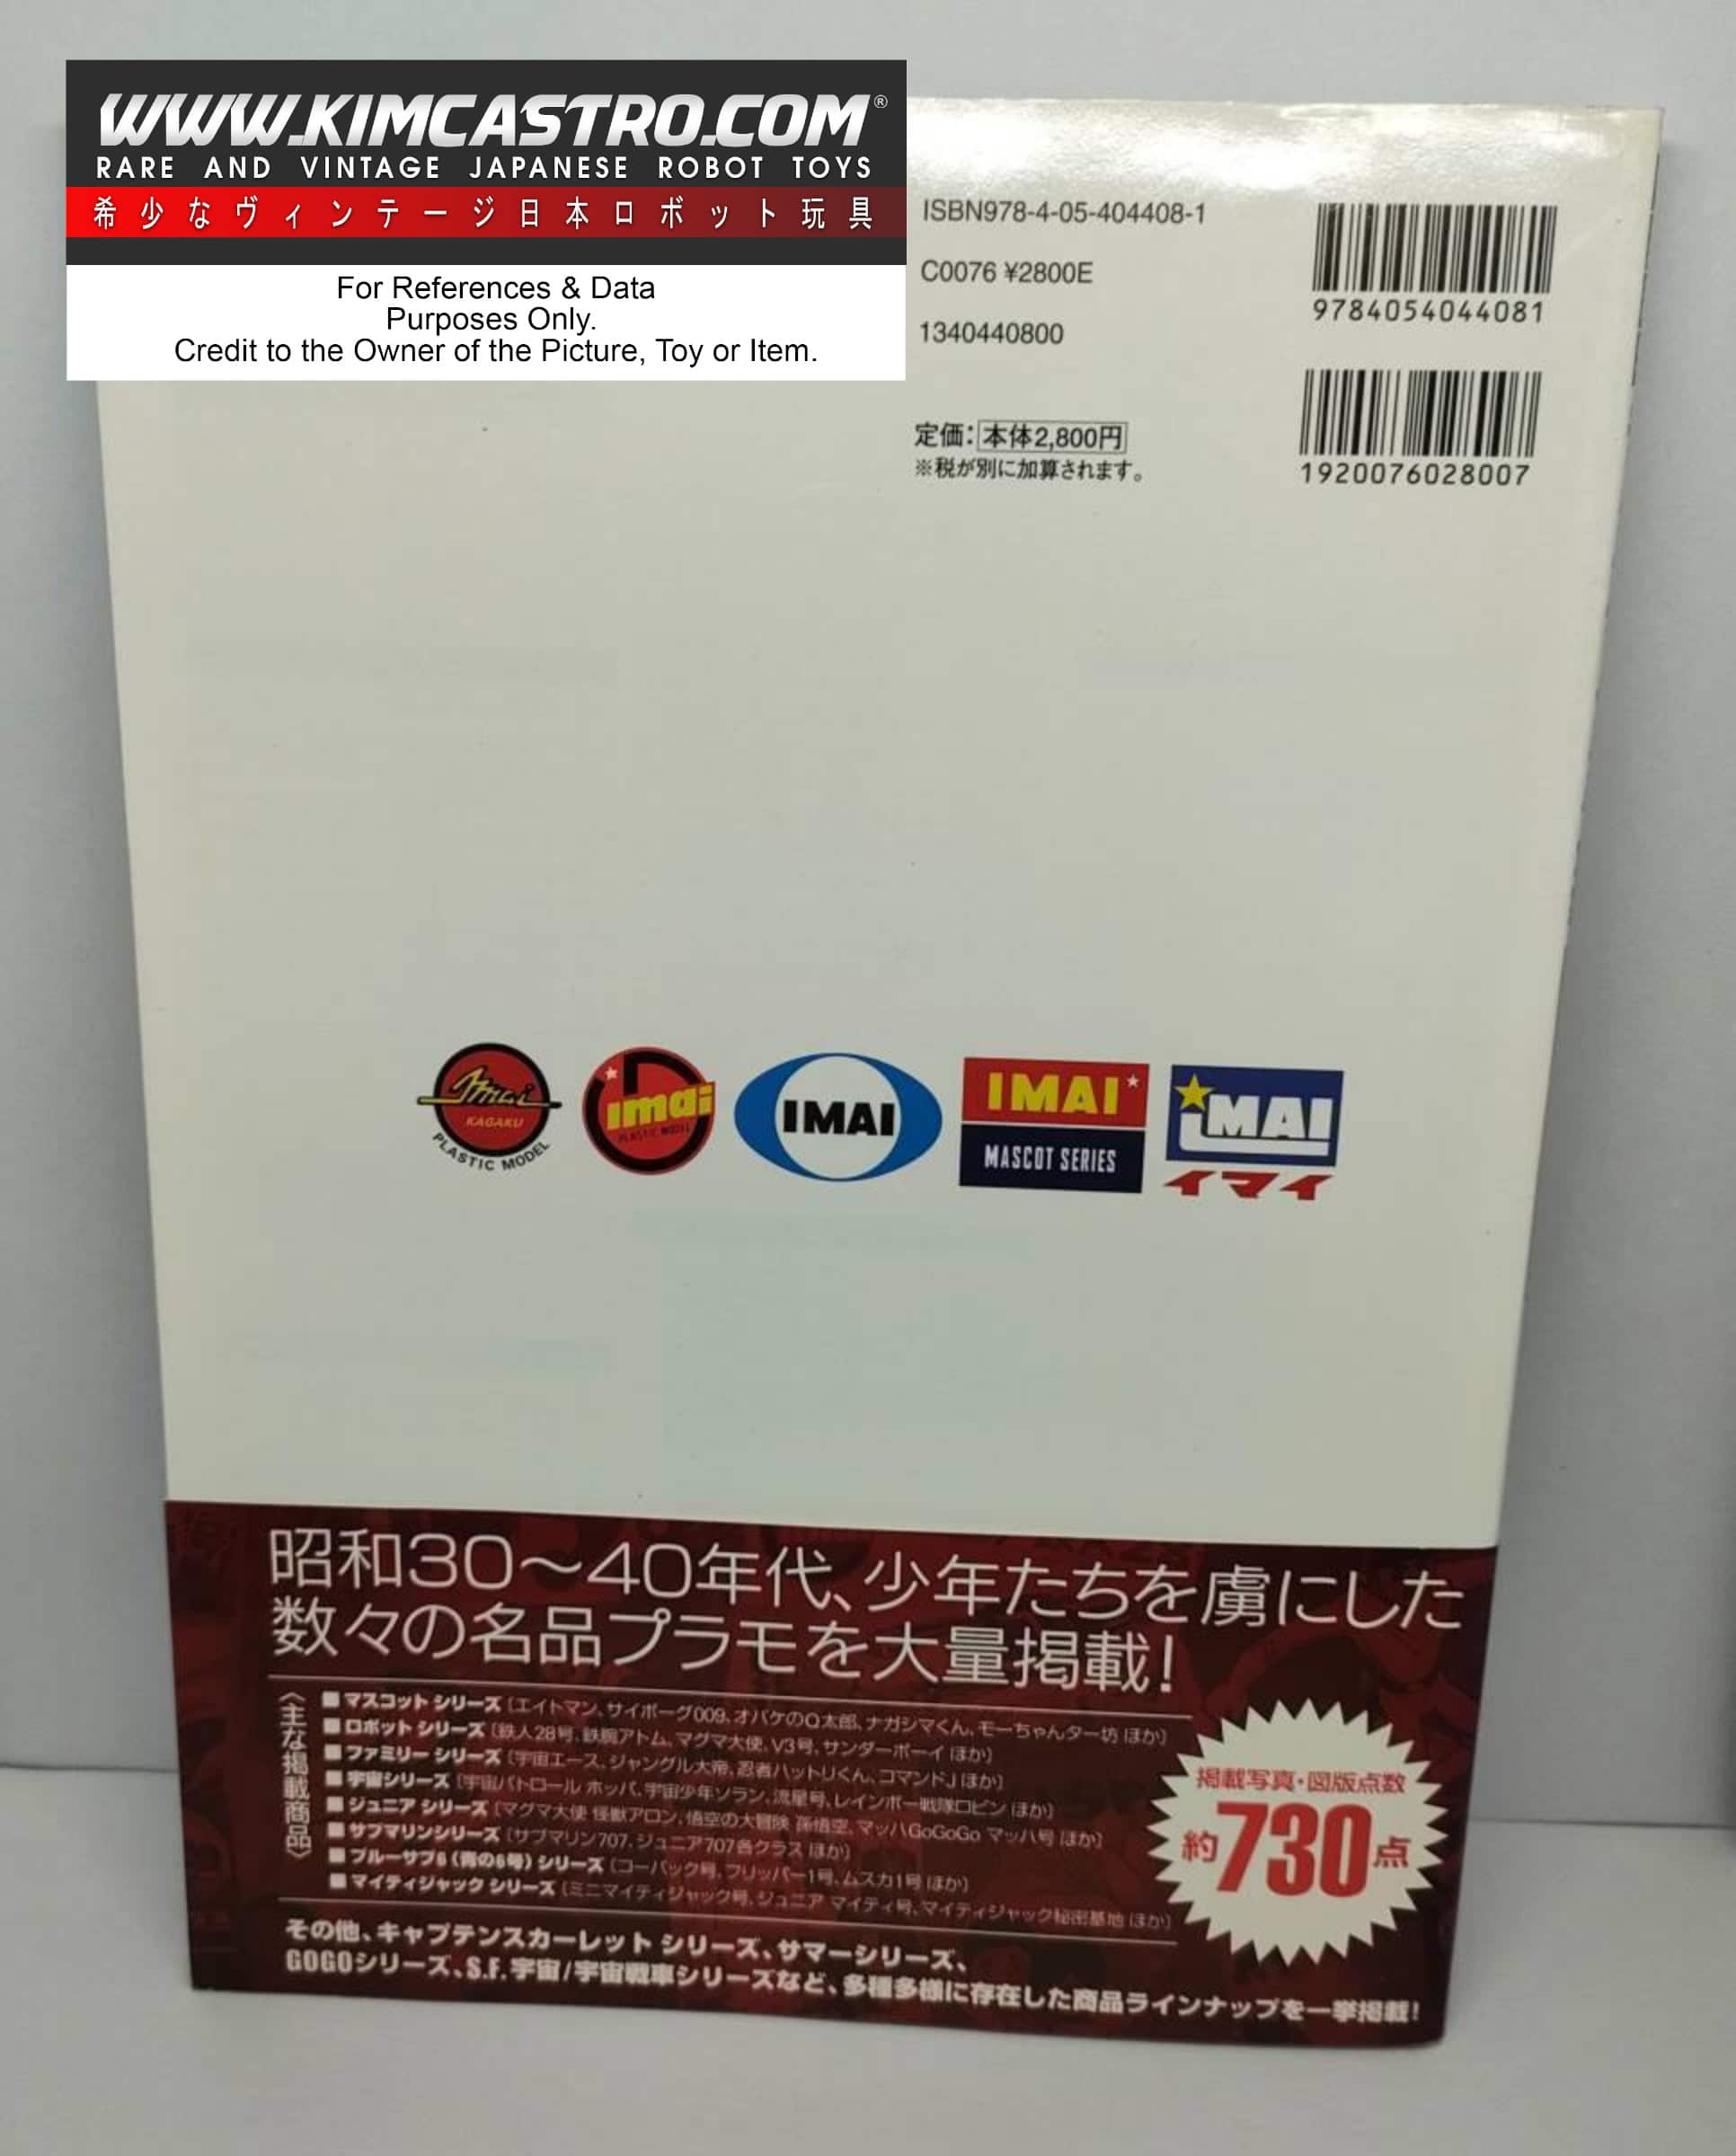 WWW.KIMCASTRO.COM®
RARE AND VINTAGE JAPANESE ROBOT TOYS
希少なヴィンテージ日本ロボット玩具
For References & Data
Purposes Only.
Credit to the Owner of the Picture, Toy or Item.
ISBN978-4-05-404408-1
C0076 ¥2800E
1340440800
定価：本体2,800円
※税が別に加算されます。
9784054044081
1920076028007
Imai
KAGAKU
PLASTIC MODEL
imai
PLASTIC MODEL
IMAI
IMAI
MASCOT SERIES
iMAI
イマイ
昭和30～40年代、少年たちを虜にした
数々の名品プラモを大量掲載！
〈主な掲載商品〉
■マスコット シリーズ（エイトマン、サイボーグ009、オバケのQ太郎、ナガシマくん、モーちゃんター坊 ほか）
■ロボット シリーズ（鉄人28号、鉄腕アトム、マグマ大使、V3号、サンダーボーイ ほか）
■ファミリー シリーズ（宇宙エース、ジャングル大帝、忍者ハットリくん、コマンドJ ほか）
■宇宙シリーズ（宇宙パトロール ホッパ、宇宙少年ソラン、流星号、レインボー戦隊ロビン ほか）
■ジュニア シリーズ（マグマ大使 怪獣アロン、悟空の大冒険 孫悟空、マッハGoGoGo マッハ号 ほか）
■サブマリンシリーズ（サブマリン707、ジュニア707各クラス ほか）
■ブルーサブ6（青の6号）シリーズ（コーバック号、フリッパー1号、ムスカ1号 ほか）
■マイティジャック シリーズ（ミニマイティジャック号、ジュニア マイティ号、マイティジャック秘密基地 ほか）
その他、キャプテンスカーレット シリーズ、サマーシリーズ、
GOGOシリーズ、S.F.宇宙/宇宙戦車シリーズなど、多種多様に存在した商品ラインナップを一挙掲載！
掲載写真・図版点数
約730点